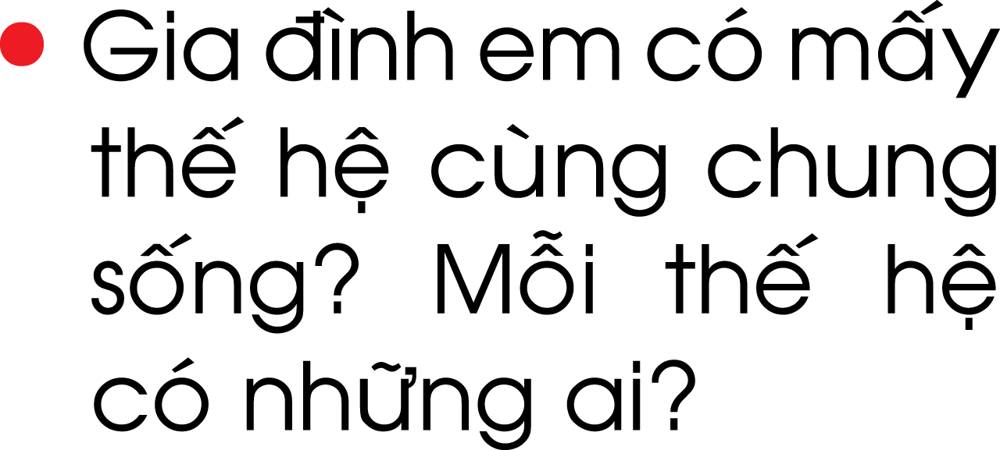 Gia đình em có mấy
thế hệ cùng chung
sống? Mỗi thế hệ
có những ai?